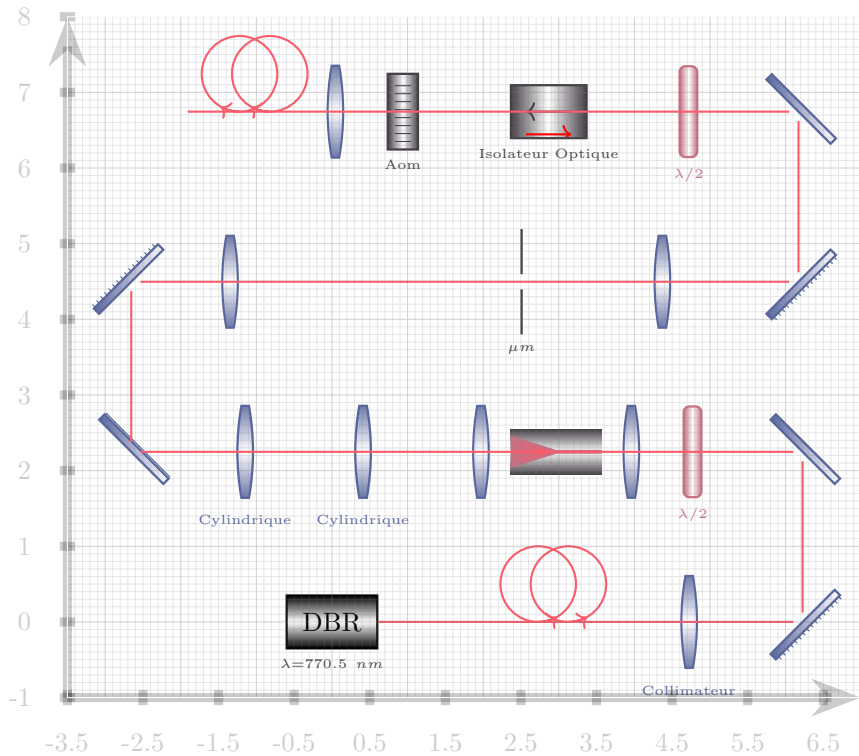 8
7
Aom
Isolateur Optique
6
λ/2
5
4
μm
3
2
λ/2
Cylindrique
Cylindrique
1
0
DBR
λ=770.5 nm
Collimateur
-1
-3.5 -2.5 -1.5 -0.5 0.5 1.5 2.5 3.5 4.5 5.5 6.5